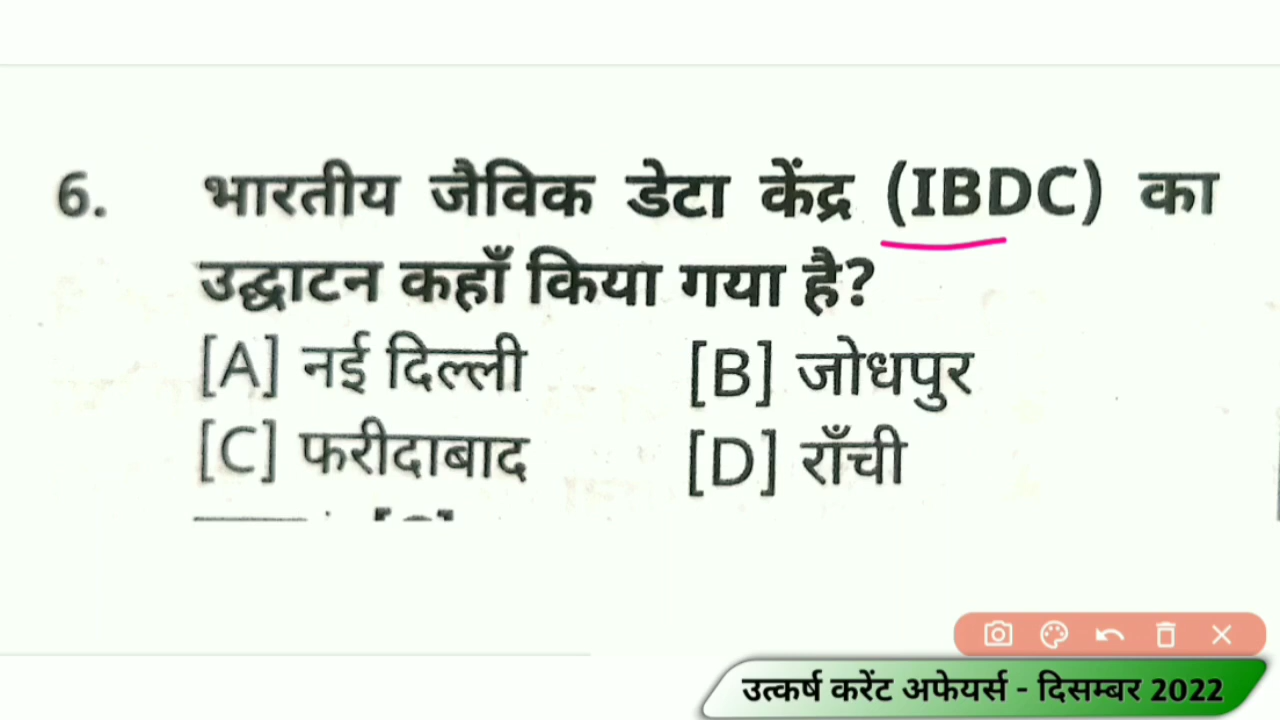 6. भारतीय जैविक डेटा केंद्र (IBDC) का
उद्घाटन कहाँ किया गया है?
[A] नई दिल्ली [B] जोधपुर
[C] फरीदाबाद [D] राँची
उत्कर्ष करेंट अफेयर्स - दिसम्बर 2022